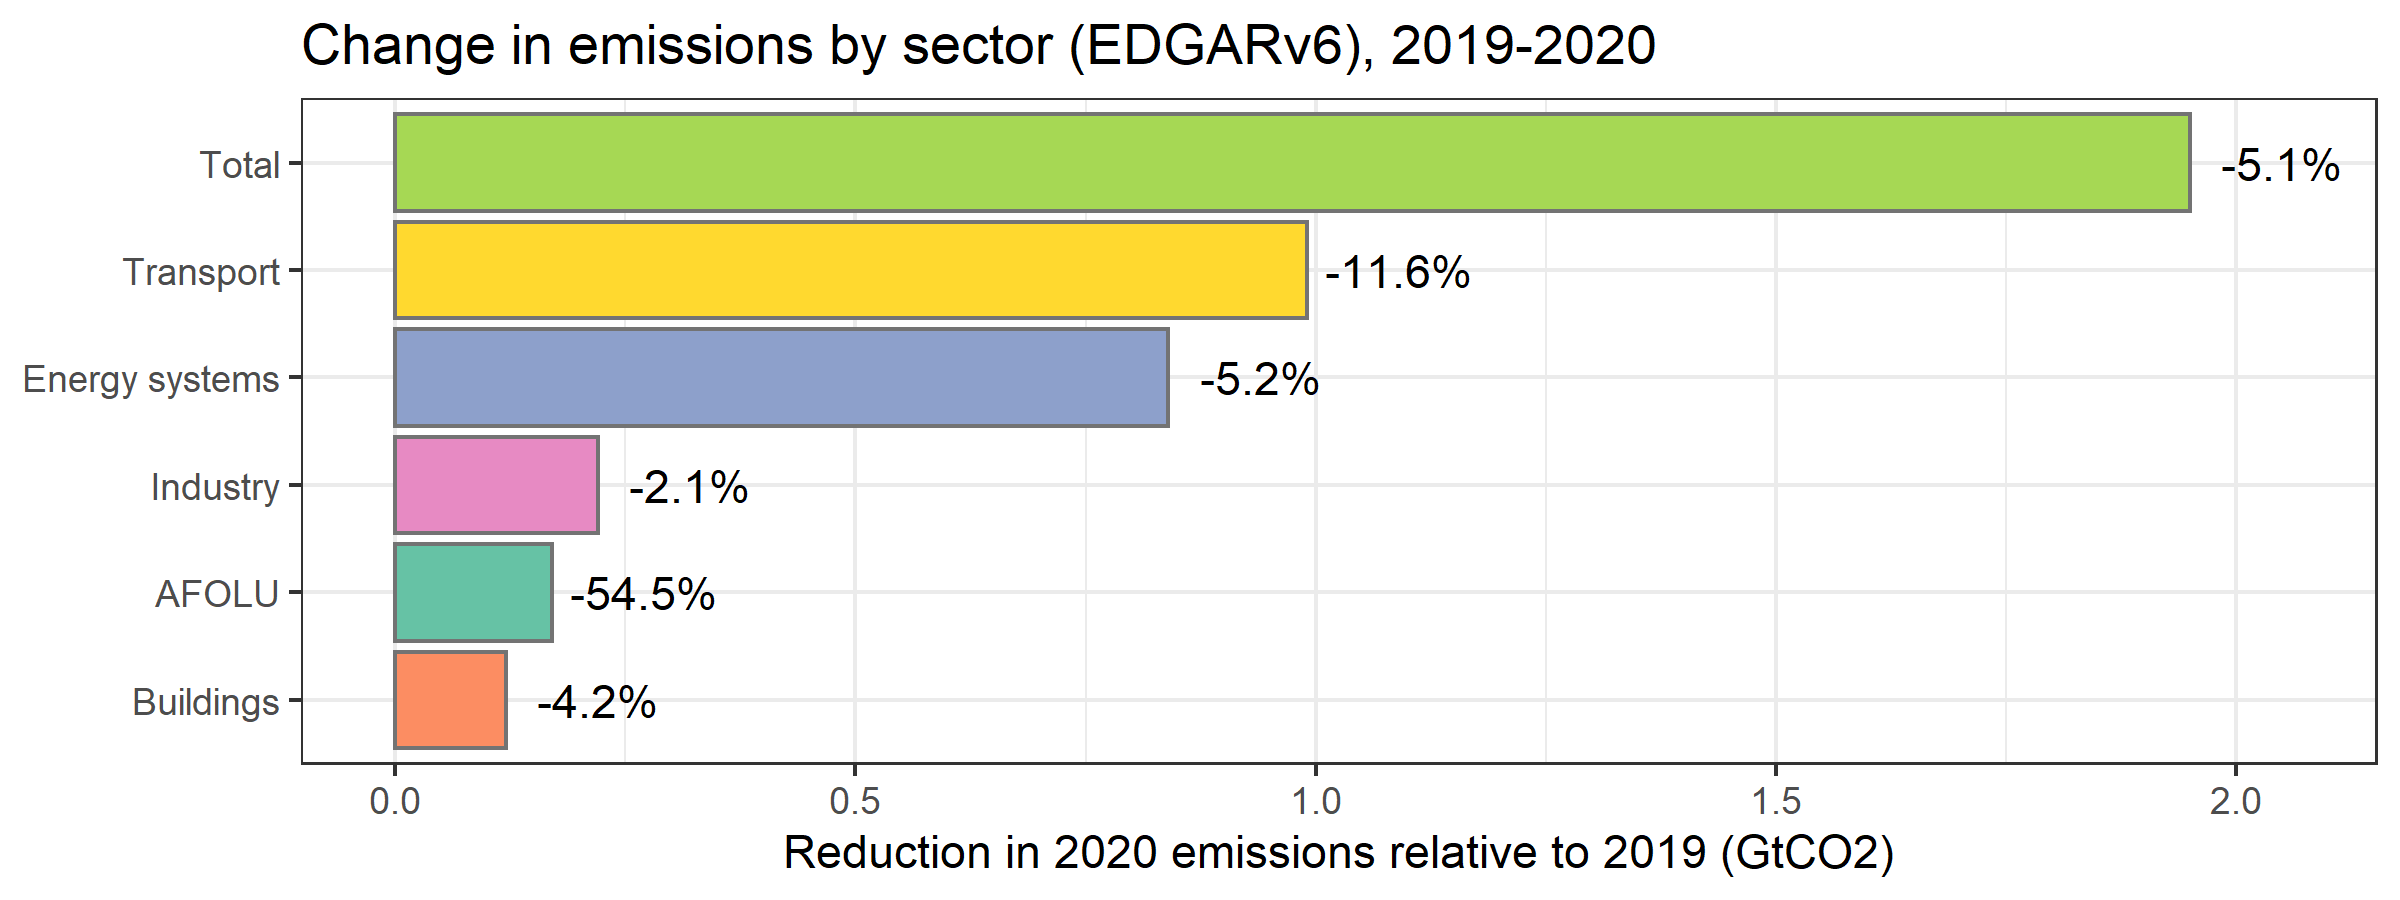 Change in emissions by sector (EDGARv6), 2019-2020
Total
-5.1%
Transport
-11.6%
Energy systems
-5.2%
Industry
-2.1%
AFOLU
-54.5%
Buildings
-4.2%
0.0 0.5 1.0 1.5 2.0
Reduction in 2020 emissions relative to 2019 (GtCO2)